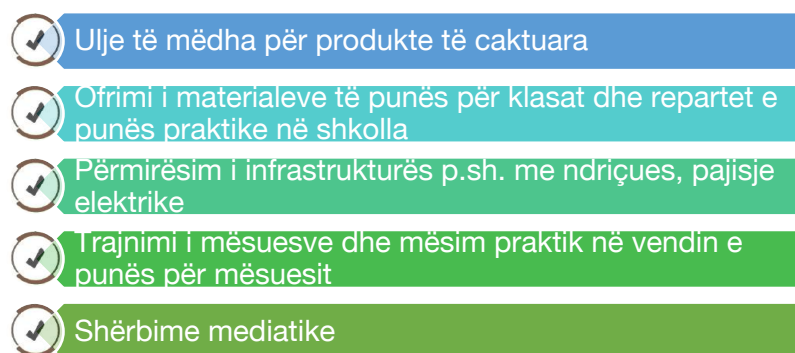 Ulje të mëdha për produkte të caktuara
Ofrimi i materialeve të punës për klasat dhe repartet e
punës praktike në shkolla
Përmirësim i infrastrukturës p.sh. me ndriçues, pajisje
elektrike
Trajnimi i mësuesve dhe mësim praktik në vendin e
punës për mësuesit
Shërbime mediatike